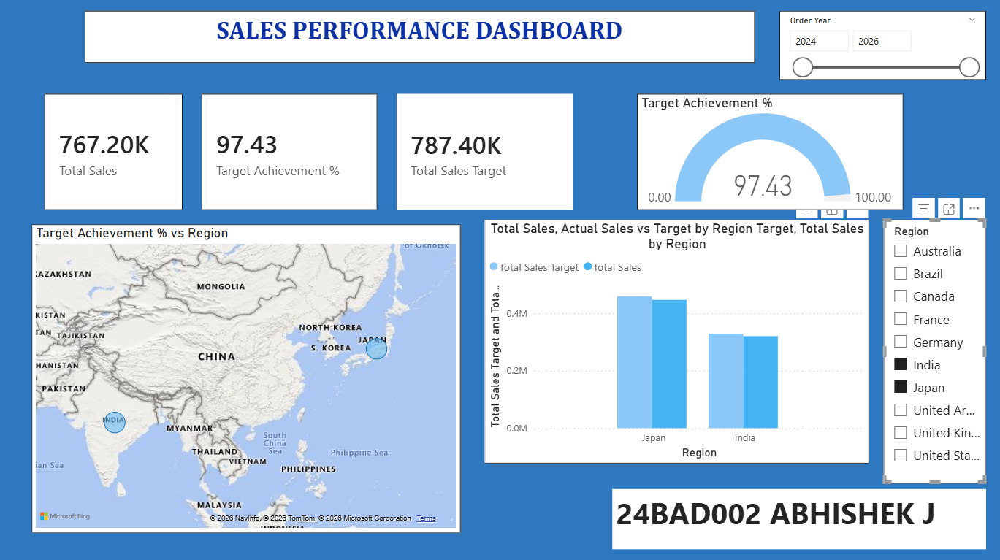 SALES PERFORMANCE DASHBOARD
Order Year
2024 2026
767.20K
Total Sales
97.43
Target Achievement %
787.40K
Total Sales Target
Target Achievement %
97.43
0.00
100.00
Target Achievement % vs Region
of Okhotsk
KAZAKHSTAN
MONGOLIA
KISTAN
TAN
TAJIKISTAN
NORTH KOREA
JAPAN
S. KOREA
CHINA
HANISTAN
PAKISTAN
INDIA
MYANMAR
South
China
Sea
THAILAND
VIETNAM
Philippine Sea
PHILIPPINES
ian Sea
MALAYSIA
INDONESIA
Microsoft Bing
© 2026 NavInfo, © 2026 TomTom, © 2026 Microsoft Corporation Terms
Total Sales, Actual Sales vs Target by Region Target, Total Sales
by Region
Total Sales Target Total Sales
Total Sales Target and Tota...
0.4M
0.2M
0.0M
Japan India
Region
Region
Australia
Brazil
Canada
France
Germany
India
Japan
United Ar...
United Kin...
United Sta...
24BAD002 ABHISHEK J